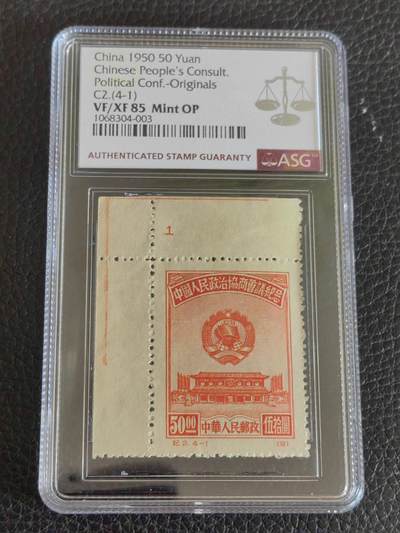 China 1950 50 Yuan
Chinese People's Consult.
Political Conf.-Originals
C2.(4-1)
VF/XF 85 Mint OP
1068304-003
AUTHENTICATED STAMP GUARANTY ASG
1
中國人民政治協商會議紀念
50.00 中華人民郵政 伍拾圓
紀2.4-1